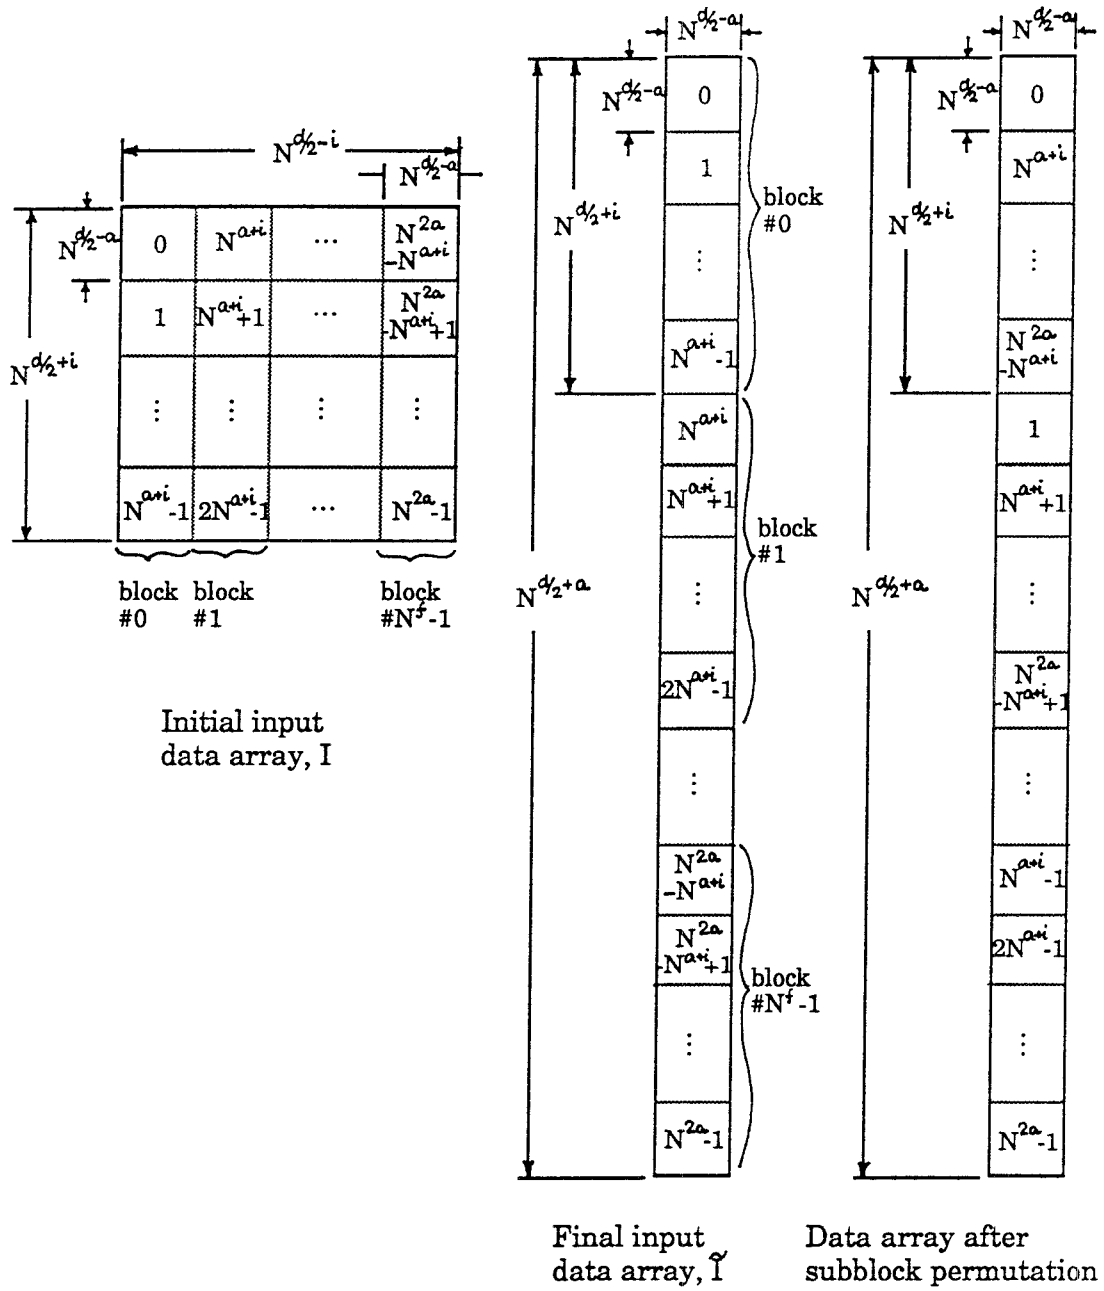 N^{d/2-i}
N^{d/2-a}
N^{d/2-a}
N^{d/2+i}
0 N^{a+i} ... N^{2a}
-N^{a+i}
1 N^{a+i}+1 ... N^{2a}
-N^{a+i}+1
⋮ ⋮ ⋮ ⋮
N^{a+i}-1 2N^{a+i}-1 ... N^{2a}-1
block block block
#0 #1 #N^f-1
Initial input
data array, I
N^{d/2-a}
N^{d/2-a}
N^{d/2+i}
N^{d/2+a}
0
1
⋮
N^{a+i}-1
N^{a+i}
N^{a+i}+1
⋮
2N^{a+i}-1
⋮
N^{2a}
-N^{a+i}
N^{2a}
-N^{a+i}+1
⋮
N^{2a}-1
block
#0
block
#1
block
#N^f-1
Final input
data array, Ĩ
N^{d/2-a}
N^{d/2-a}
N^{d/2+i}
N^{d/2+a}
0
N^{a+i}
⋮
N^{2a}
-N^{a+i}
1
N^{a+i}+1
⋮
N^{2a}
-N^{a+i}+1
⋮
N^{a+i}-1
2N^{a+i}-1
⋮
N^{2a}-1
Data array after
subblock permutation